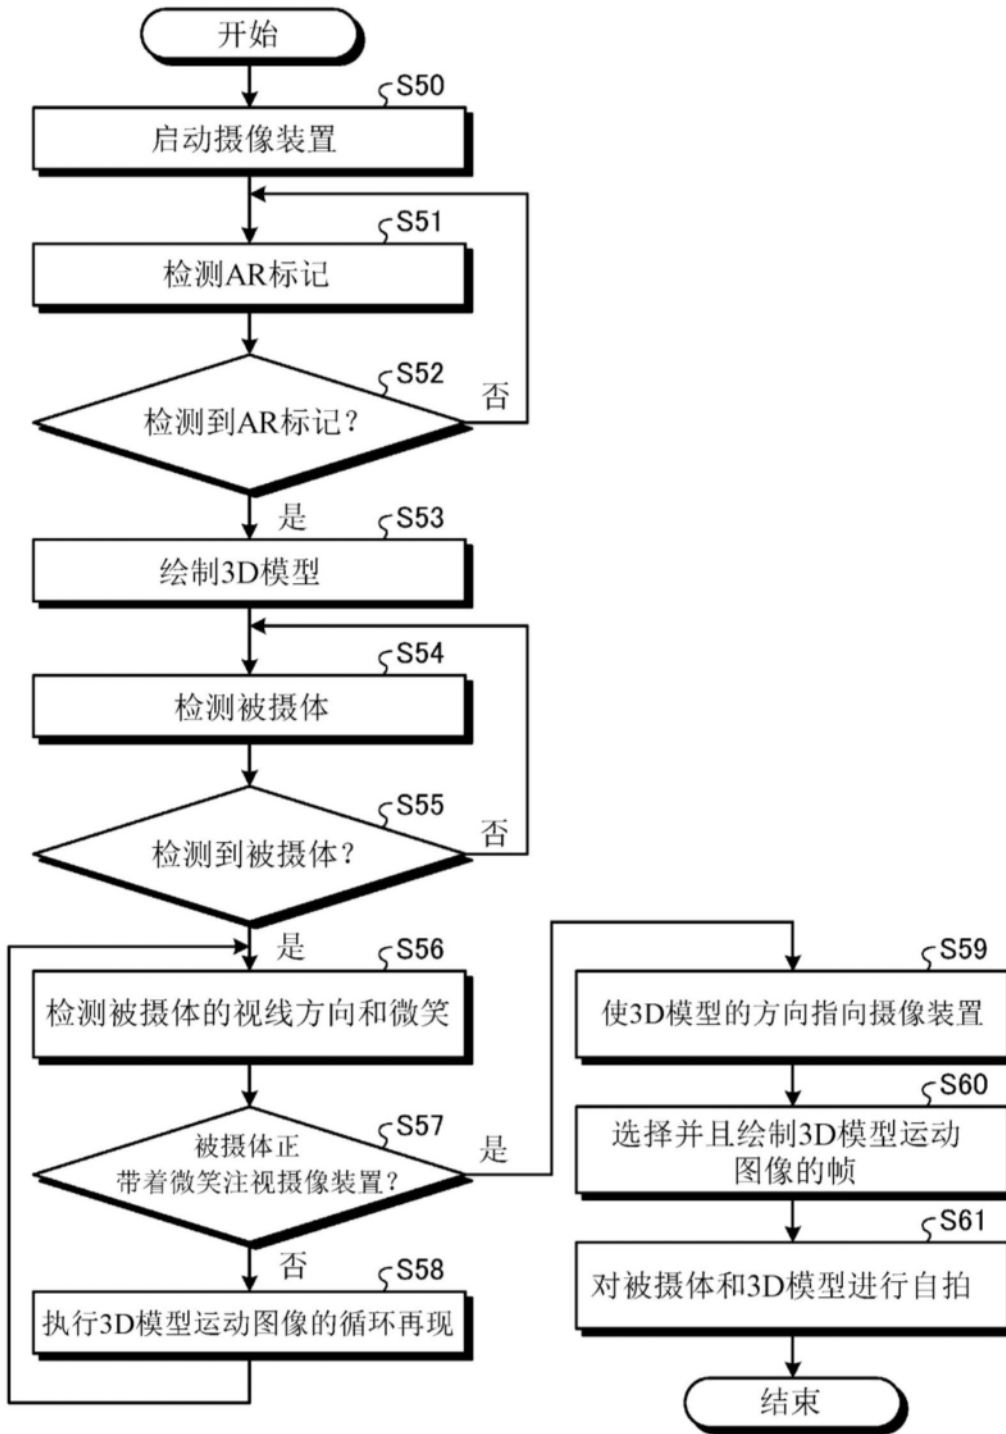 开始
S50
启动摄像装置
S51
检测AR标记
S52
检测到AR标记？
否
是
S53
绘制3D模型
S54
检测被摄体
S55
检测到被摄体？
否
是
S56
检测被摄体的视线方向和微笑
S57
被摄体正
带着微笑注视摄像装置？
是
否
S58
执行3D模型运动图像的循环再现
S59
使3D模型的方向指向摄像装置
S60
选择并且绘制3D模型运动
图像的帧
S61
对被摄体和3D模型进行自拍
结束